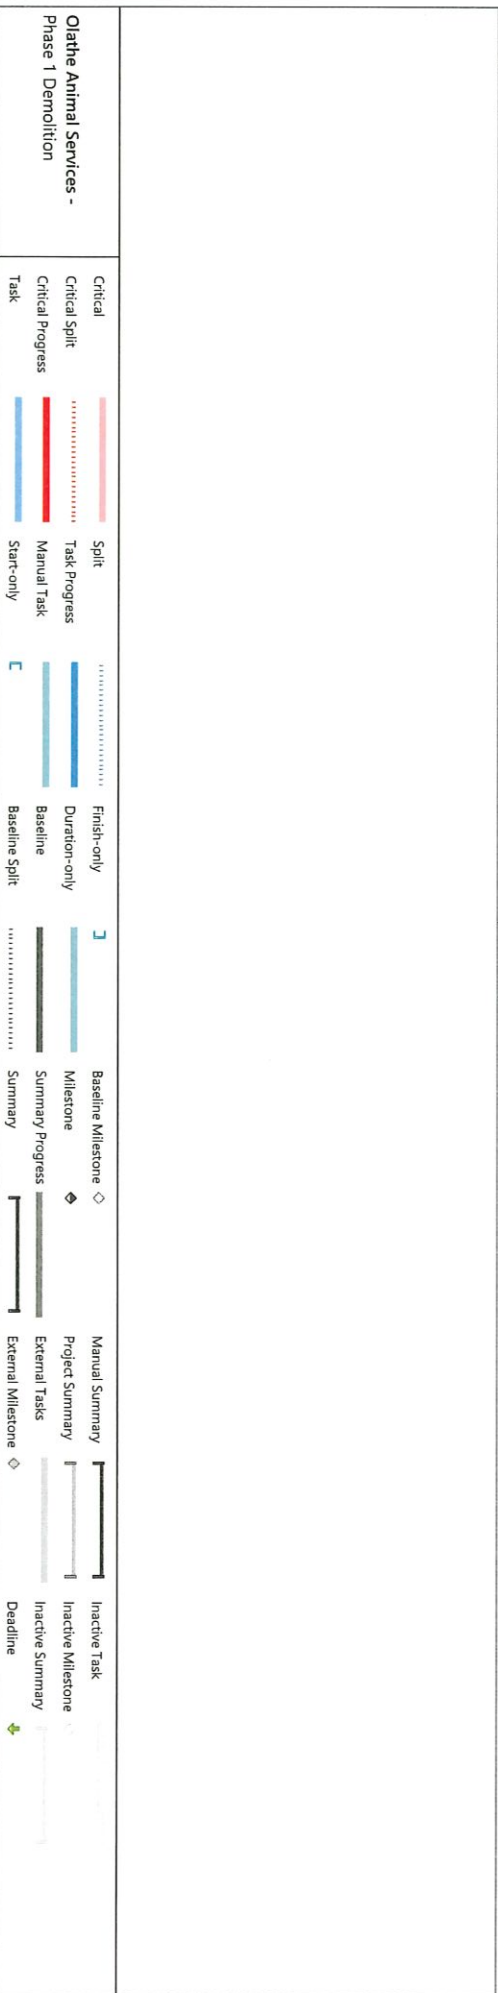 Olathe Animal Services -
Phase 1 Demolition
Critical
Critical Split
Critical Progress
Task
Split
Task Progress
Manual Task
Start-only
Finish-only
Duration-only
Baseline
Baseline Split
Baseline Milestone
Milestone
Summary Progress
Summary
Manual Summary
Project Summary
External Tasks
External Milestone
Inactive Task
Inactive Milestone
Inactive Summary
Deadline